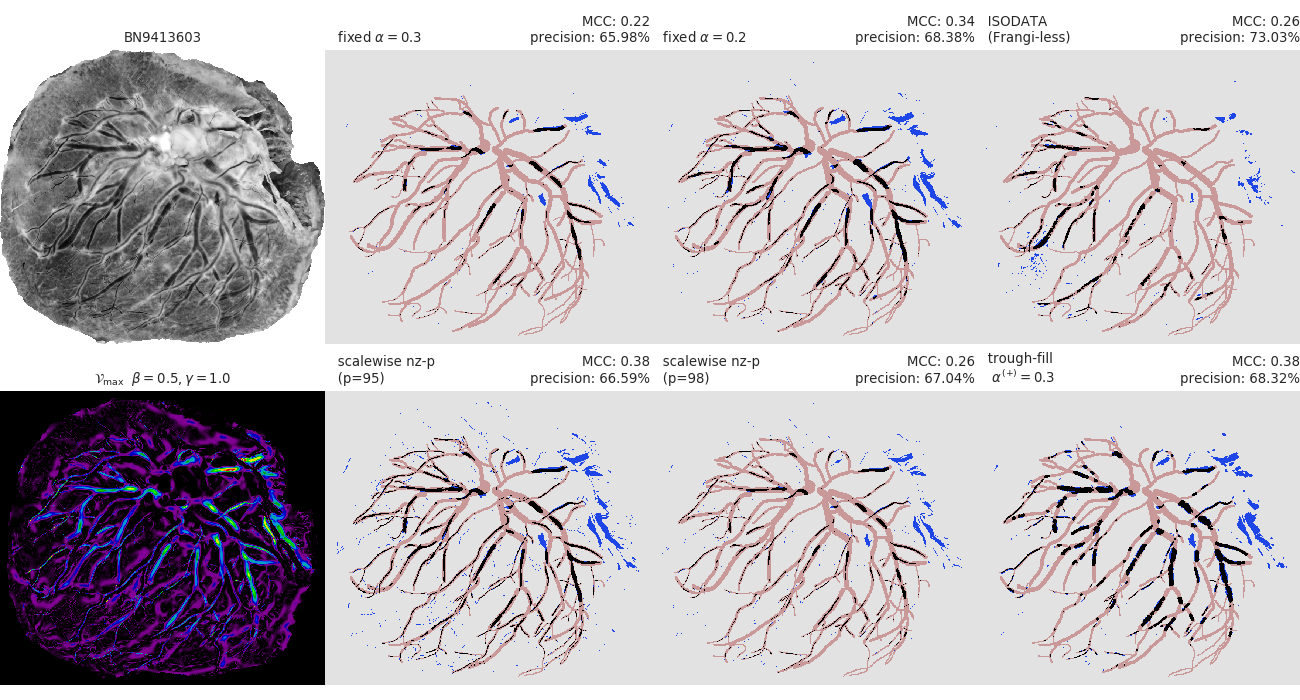 BN9413603
fixed α = 0.3
MCC: 0.22
precision: 65.98%
fixed α = 0.2
MCC: 0.34
precision: 68.38%
ISODATA
(Frangi-less)
MCC: 0.26
precision: 73.03%
𝒱max β = 0.5, γ = 1.0
scalewise nz-p
(p=95)
MCC: 0.38
precision: 66.59%
scalewise nz-p
(p=98)
MCC: 0.26
precision: 67.04%
trough-fill
α(+) = 0.3
MCC: 0.38
precision: 68.32%